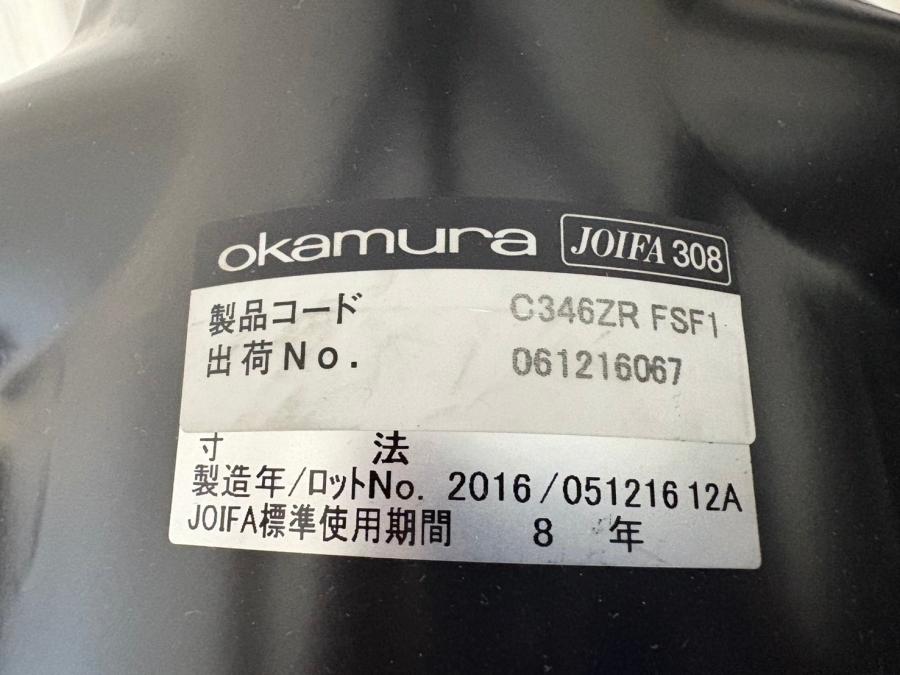 okamura JOIFA 308
製品コード C346ZR FSF1
出荷No. 061216067
寸 法
製造年/ロットNo. 2016/051216 12A
JOIFA標準使用期間 8 年